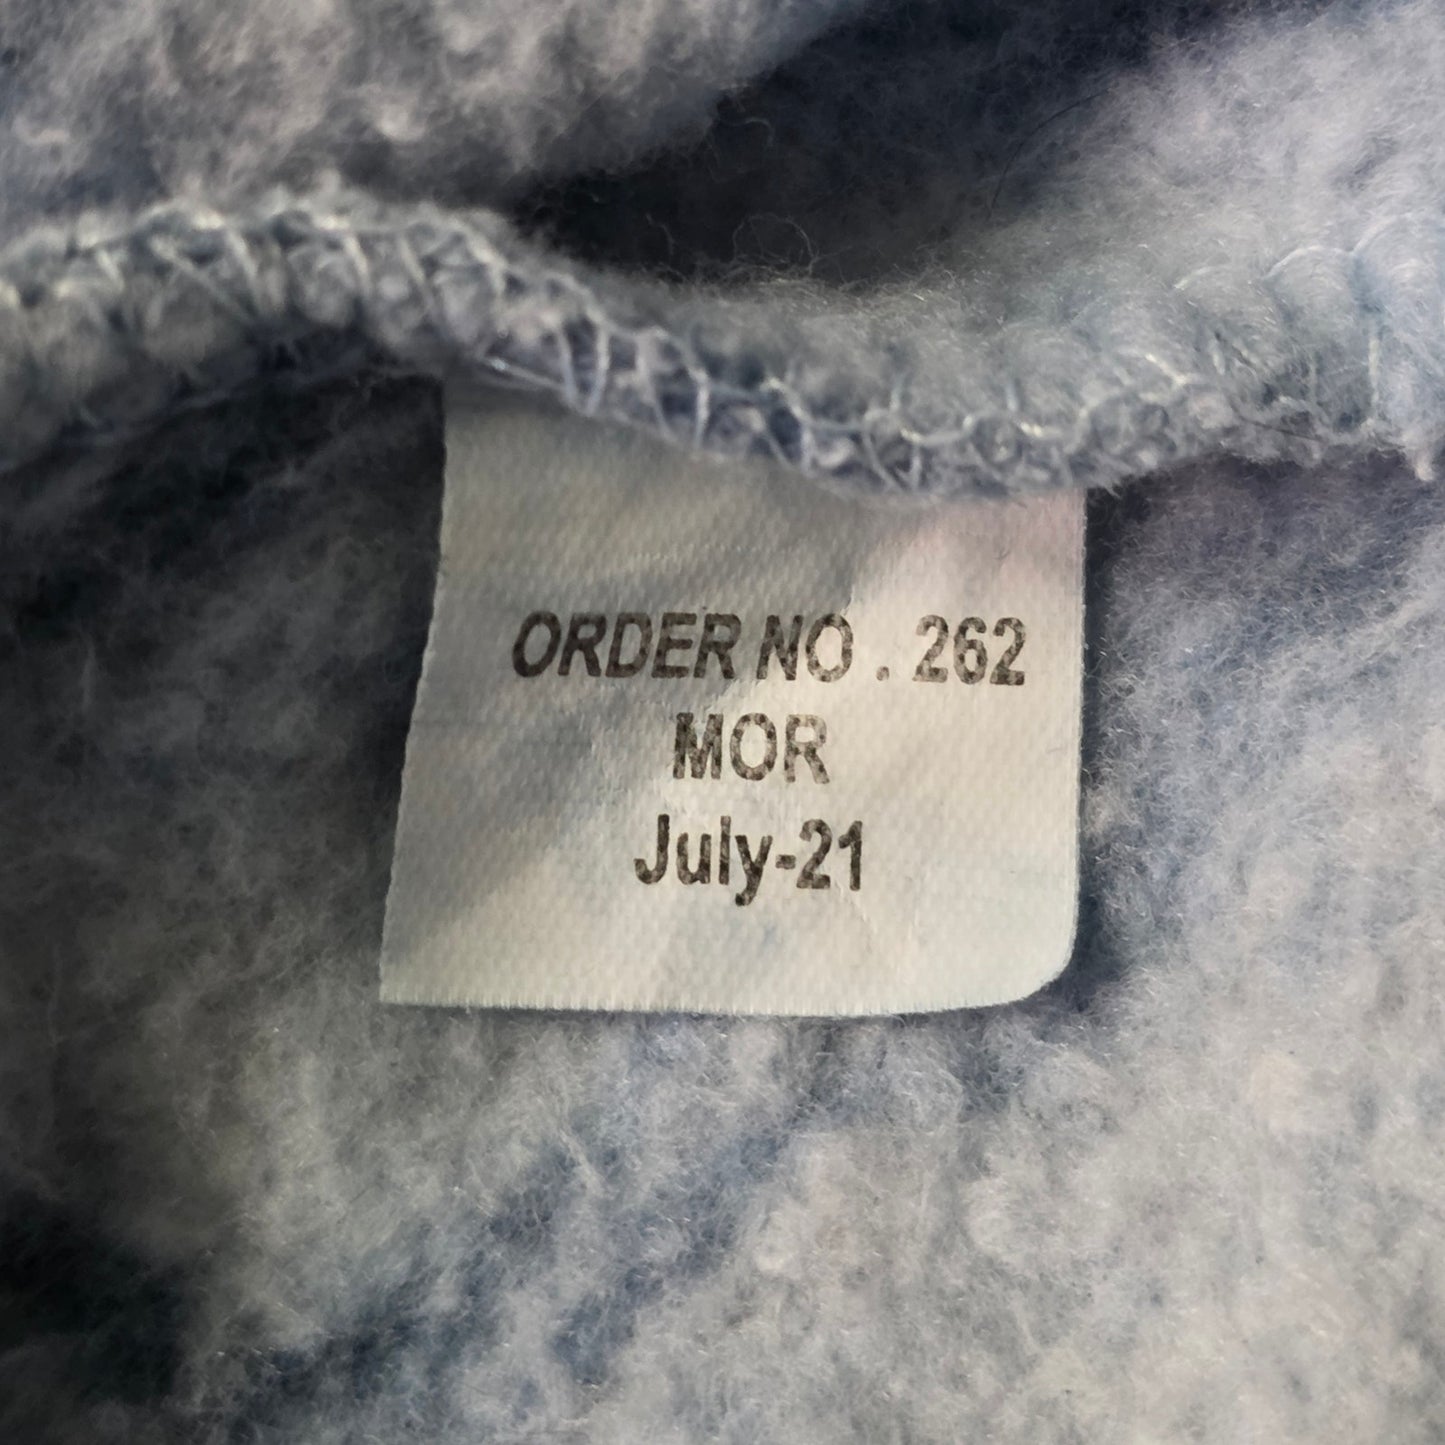 ORDER NO . 262
MOR
July-21